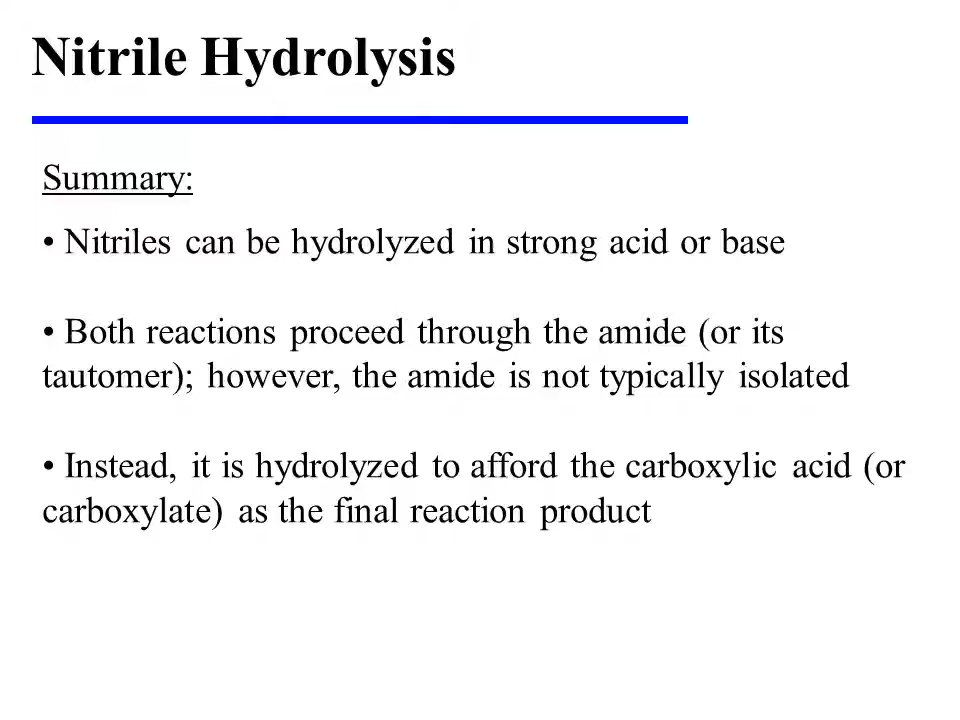 Nitrile Hydrolysis
Summary:
• Nitriles can be hydrolyzed in strong acid or base
• Both reactions proceed through the amide (or its
tautomer); however, the amide is not typically isolated
• Instead, it is hydrolyzed to afford the carboxylic acid (or
carboxylate) as the final reaction product